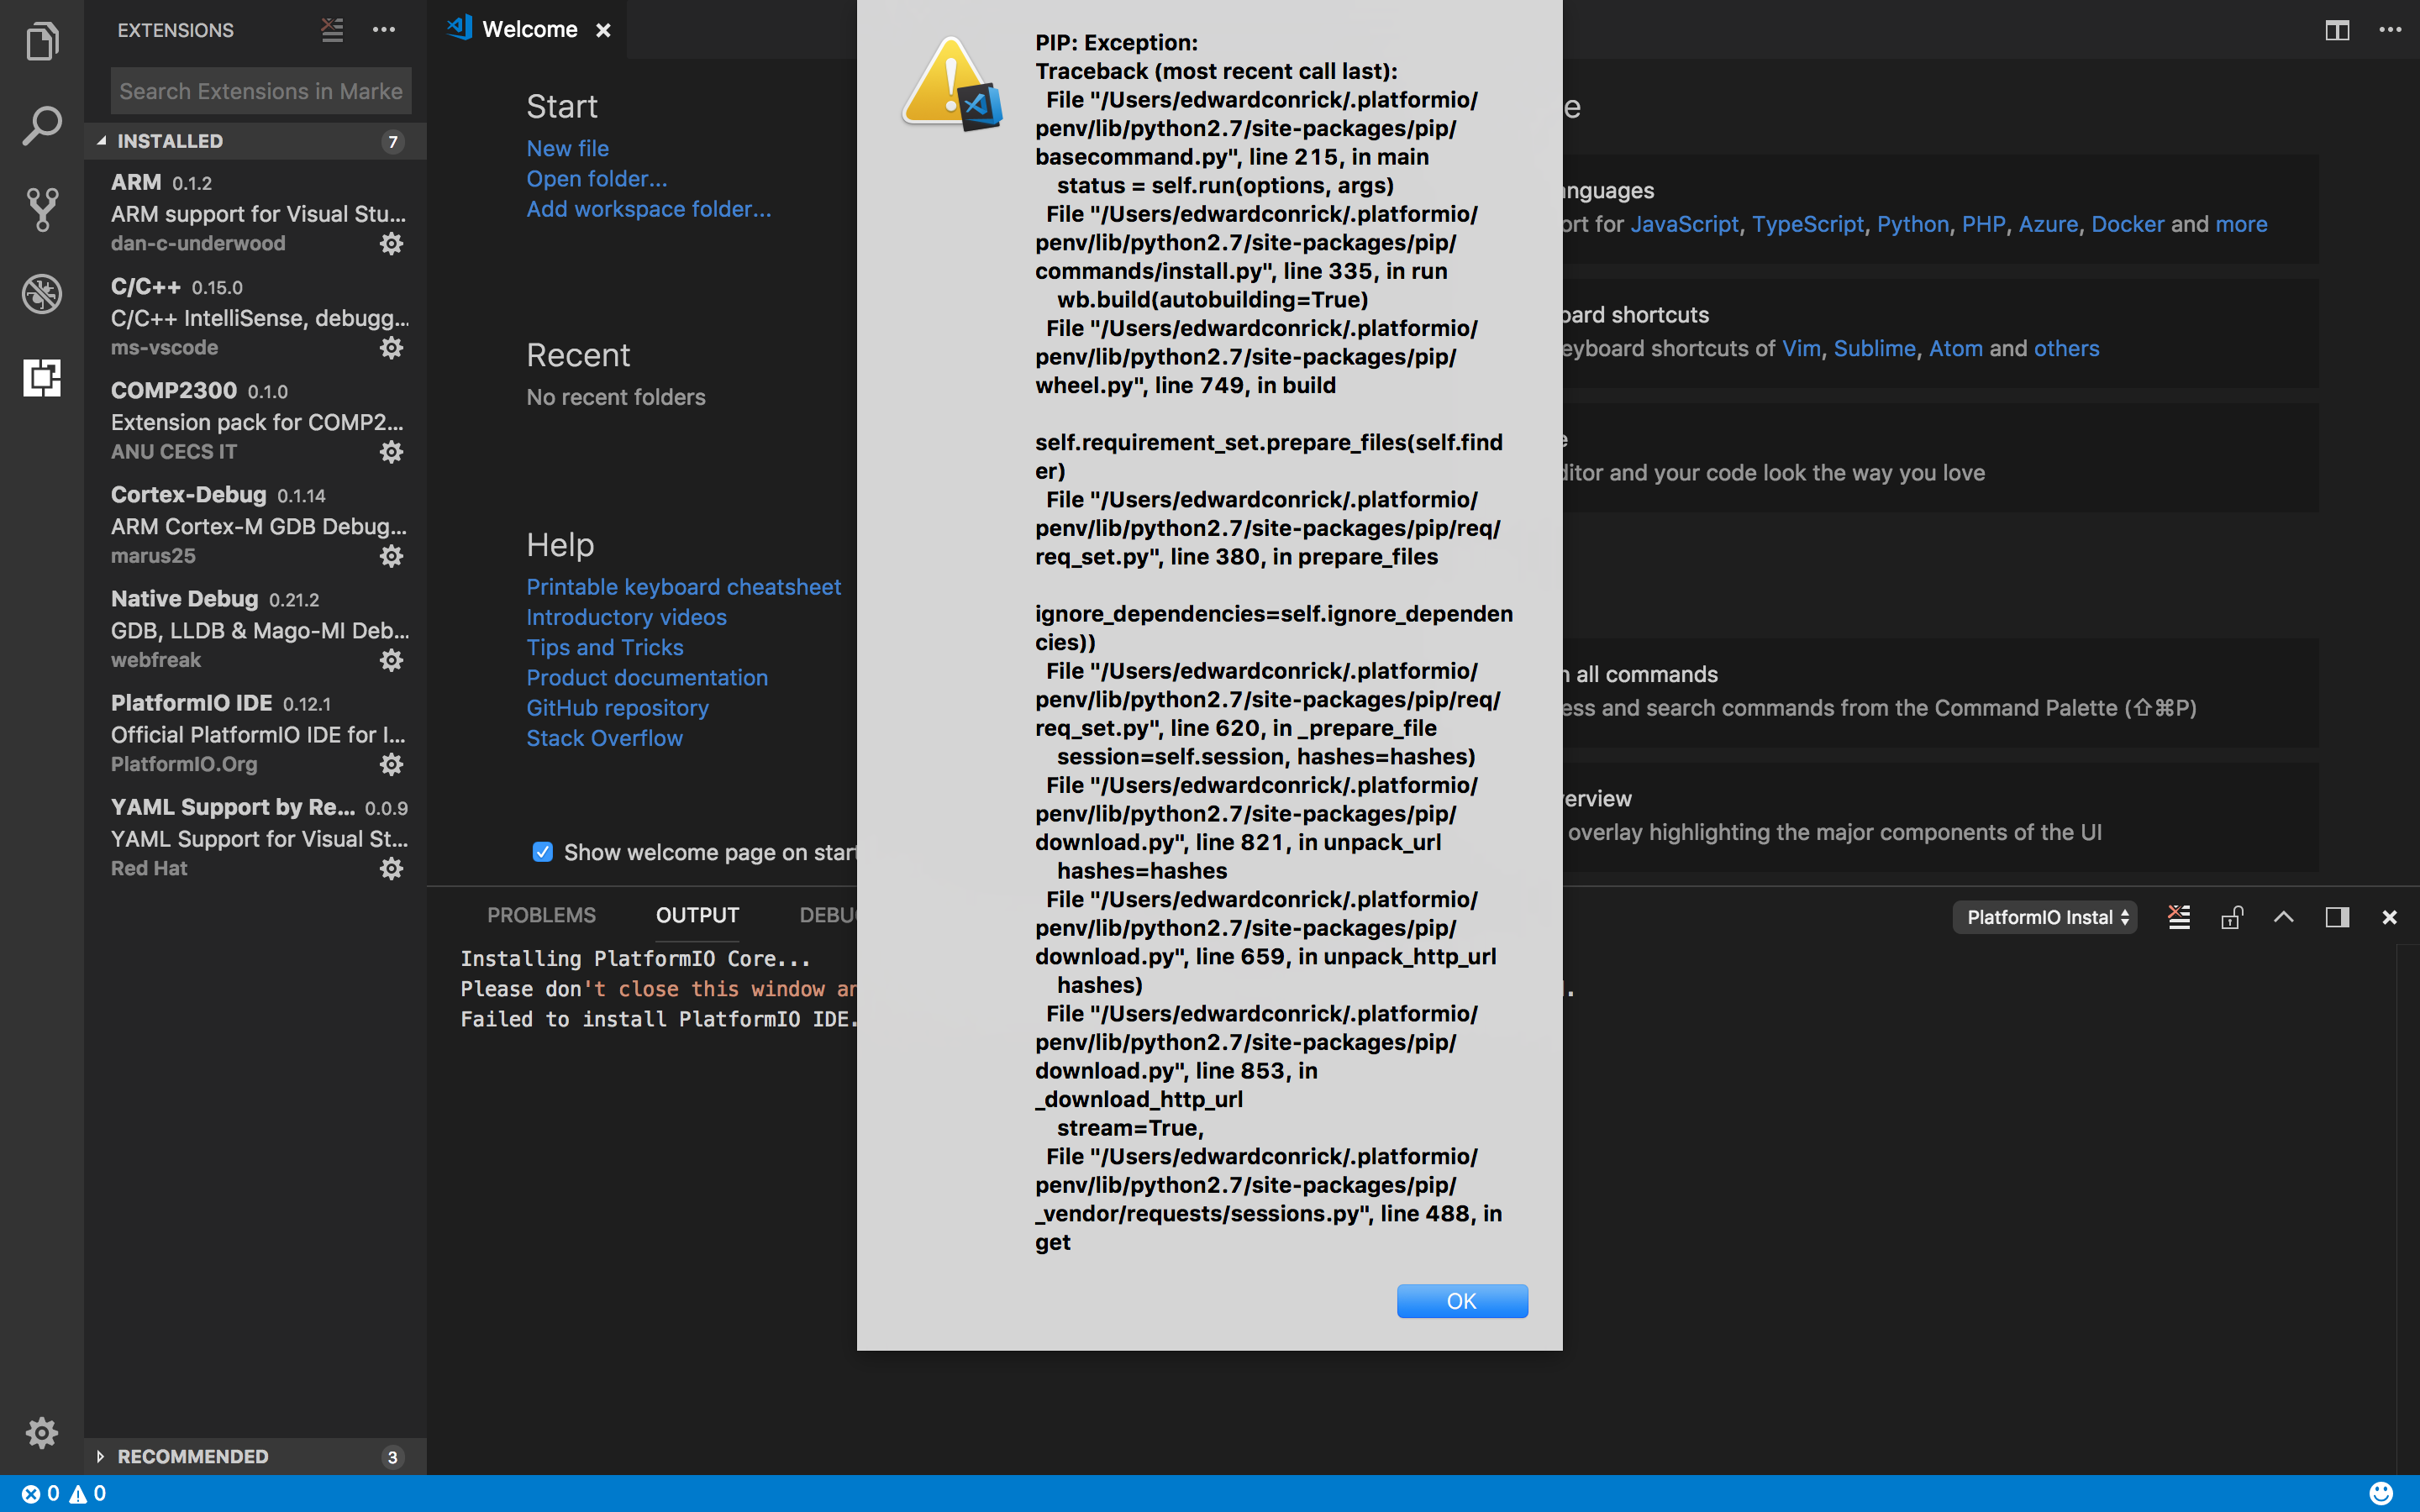 EXTENSIONS
Search Extensions in Marke
INSTALLED 7
ARM 0.1.2
ARM support for Visual Stu...
dan-c-underwood
C/C++ 0.15.0
C/C++ IntelliSense, debugg...
ms-vscode
COMP2300 0.1.0
Extension pack for COMP2...
ANU CECS IT
Cortex-Debug 0.1.14
ARM Cortex-M GDB Debug...
marus25
Native Debug 0.21.2
GDB, LLDB & Mago-MI Deb...
webfreak
PlatformIO IDE 0.12.1
Official PlatformIO IDE for I...
PlatformIO.Org
YAML Support by Re... 0.0.9
YAML Support for Visual St...
Red Hat
RECOMMENDED 3
Welcome
Start
New file
Open folder...
Add workspace folder...
Recent
No recent folders
Help
Printable keyboard cheatsheet
Introductory videos
Tips and Tricks
Product documentation
GitHub repository
Stack Overflow
Show welcome page on start
PIP: Exception:
Traceback (most recent call last):
File "/Users/edwardconrick/.platformio/
penv/lib/python2.7/site-packages/pip/
basecommand.py", line 215, in main
status = self.run(options, args)
File "/Users/edwardconrick/.platformio/
penv/lib/python2.7/site-packages/pip/
commands/install.py", line 335, in run
wb.build(autobuilding=True)
File "/Users/edwardconrick/.platformio/
penv/lib/python2.7/site-packages/pip/
wheel.py", line 749, in build
self.requirement_set.prepare_files(self.find
er)
File "/Users/edwardconrick/.platformio/
penv/lib/python2.7/site-packages/pip/req/
req_set.py", line 380, in prepare_files
ignore_dependencies=self.ignore_dependen
cies))
File "/Users/edwardconrick/.platformio/
penv/lib/python2.7/site-packages/pip/req/
req_set.py", line 620, in _prepare_file
session=self.session, hashes=hashes)
File "/Users/edwardconrick/.platformio/
penv/lib/python2.7/site-packages/pip/
download.py", line 821, in unpack_url
hashes=hashes
File "/Users/edwardconrick/.platformio/
penv/lib/python2.7/site-packages/pip/
download.py", line 659, in unpack_http_url
hashes)
File "/Users/edwardconrick/.platformio/
penv/lib/python2.7/site-packages/pip/
download.py", line 853, in
_download_http_url
stream=True,
File "/Users/edwardconrick/.platformio/
penv/lib/python2.7/site-packages/pip/
_vendor/requests/sessions.py", line 488, in
get
OK
e
anguages
ort for JavaScript, TypeScript, Python, PHP, Azure, Docker and more
oard shortcuts
eyboard shortcuts of Vim, Sublime, Atom and others
e
ditor and your code look the way you love
all commands
ess and search commands from the Command Palette (⇧⌘P)
verview
overlay highlighting the major components of the UI
PROBLEMS OUTPUT DEBU
PlatformIO Instal
Installing PlatformIO Core...
Please don't close this window an
Failed to install PlatformIO IDE.
0 0